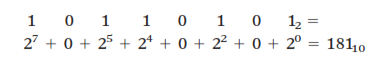 1 0 1 1 0 1 0 1₂ =
2⁷ + 0 + 2⁵ + 2⁴ + 0 + 2² + 0 + 2⁰ = 181₁₀